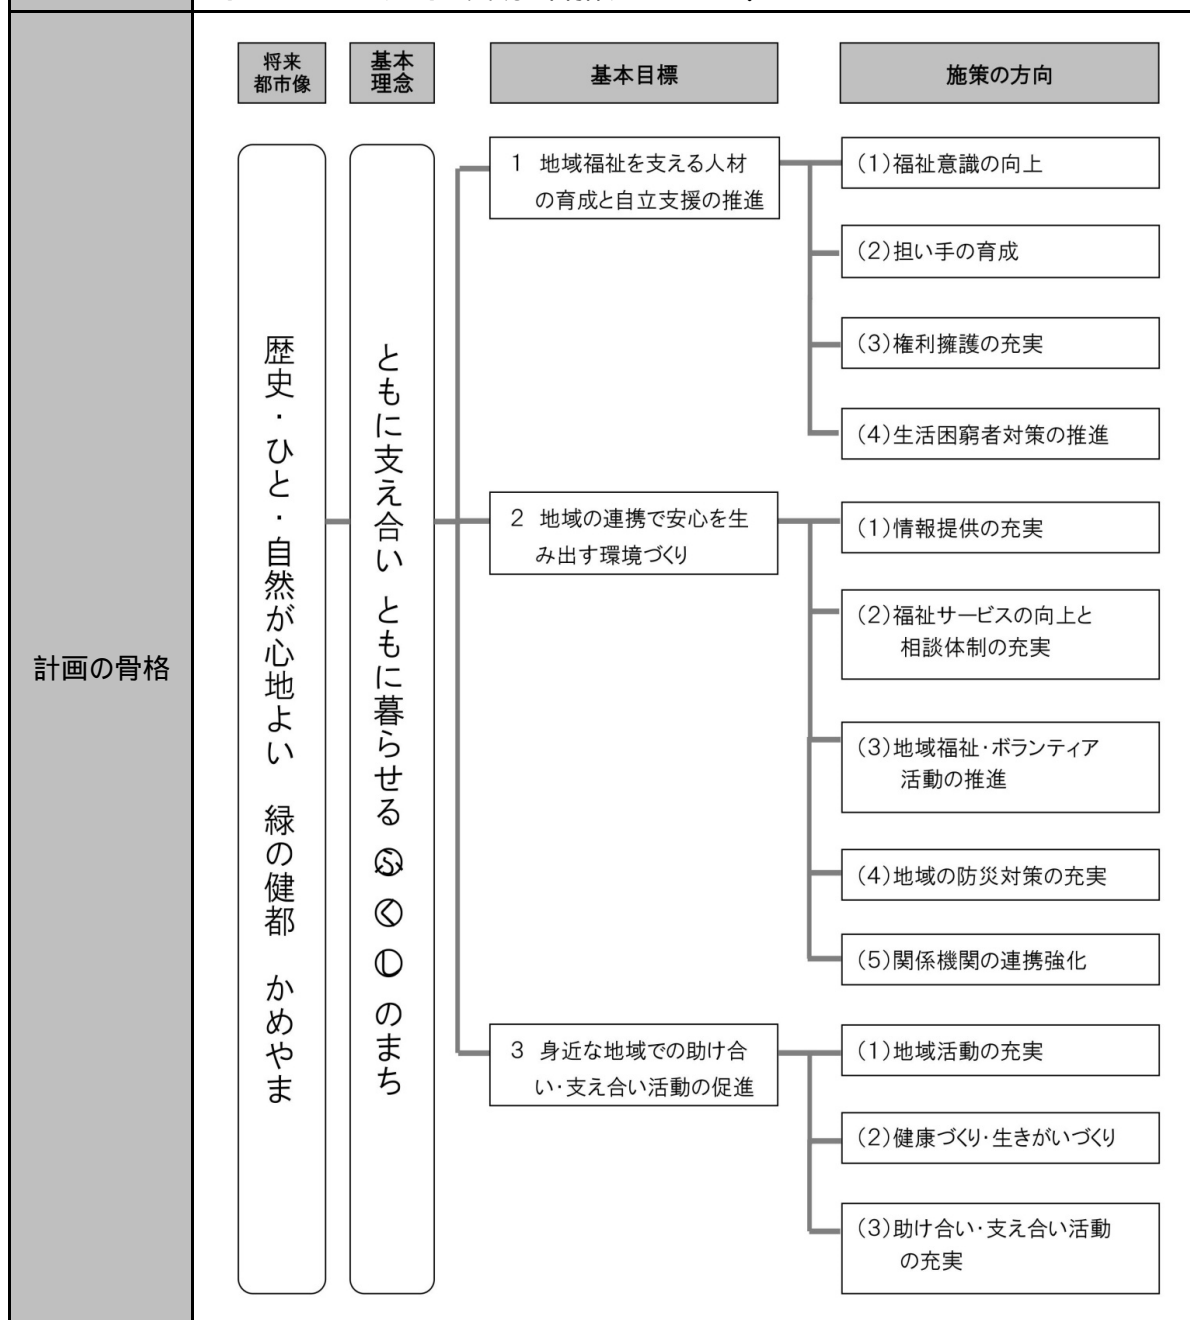 計画の骨格
将来
都市像
基本
理念
基本目標
施策の方向
歴史・ひと・自然が心地よい　緑の健都　かめやま
ともに支え合い ともに暮らせる ふくしのまち
1 地域福祉を支える人材
の育成と自立支援の推進
(1)福祉意識の向上
(2)担い手の育成
(3)権利擁護の充実
(4)生活困窮者対策の推進
2 地域の連携で安心を生
み出す環境づくり
(1)情報提供の充実
(2)福祉サービスの向上と
相談体制の充実
(3)地域福祉・ボランティア
活動の推進
(4)地域の防災対策の充実
(5)関係機関の連携強化
3 身近な地域での助け合
い・支え合い活動の促進
(1)地域活動の充実
(2)健康づくり・生きがいづくり
(3)助け合い・支え合い活動
の充実